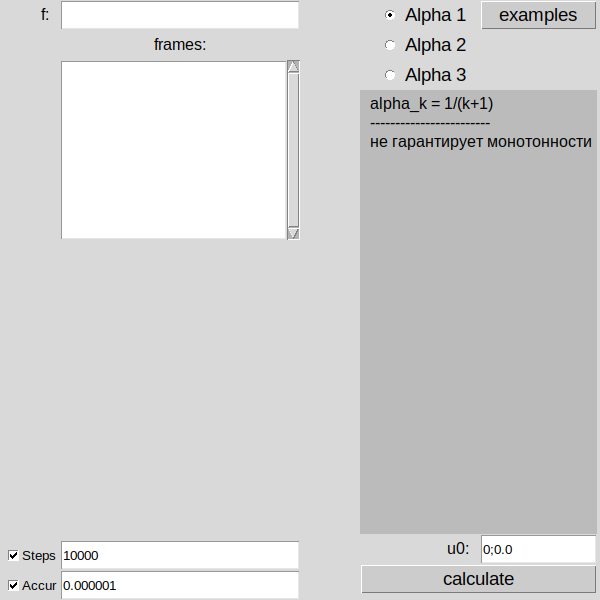 f:
frames:
Alpha 1
examples
Alpha 2
Alpha 3
alpha_k = 1/(k+1)
------------------------
не гарантирует монотонности
Steps
10000
Accur
0.000001
u0:
0;0.0
calculate